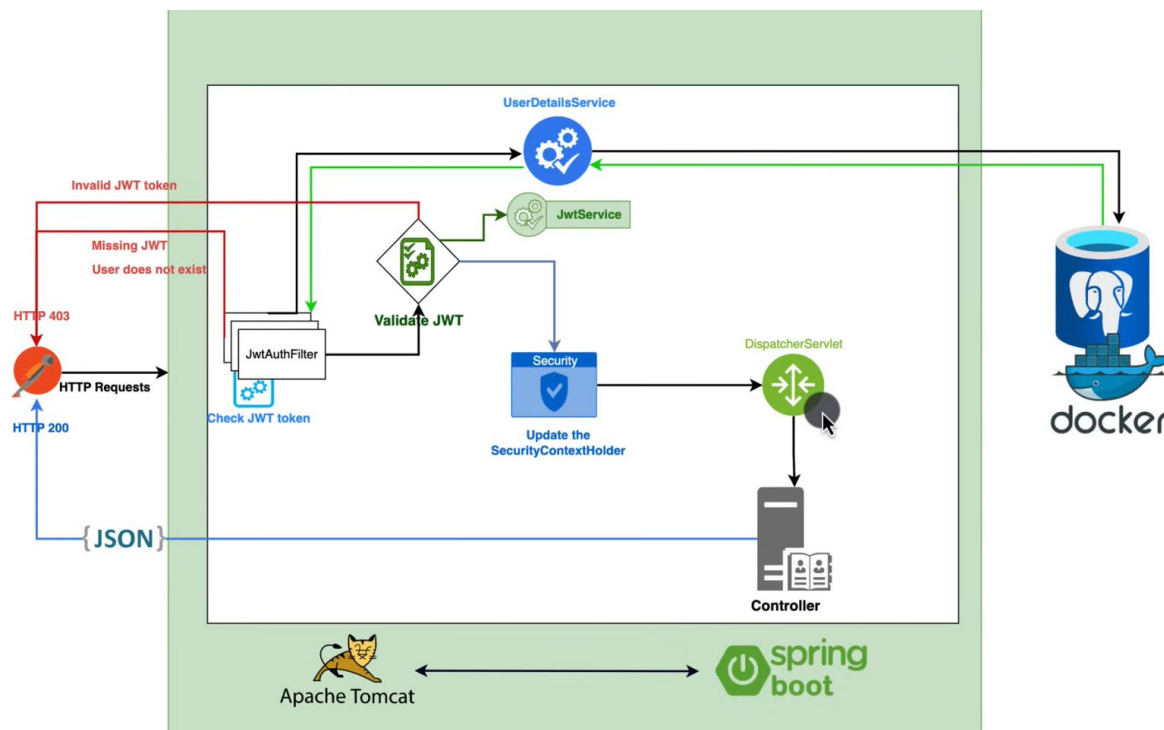 UserDetailsService
Invalid JWT token
JwtService
Missing JWT
User does not exist
HTTP 403
Validate JWT
JwtAuthFilter
Security
DispatcherServlet
HTTP Requests
Check JWT token
HTTP 200
Update the
SecurityContextHolder
docker
{JSON}
Controller
Apache Tomcat
spring
boot